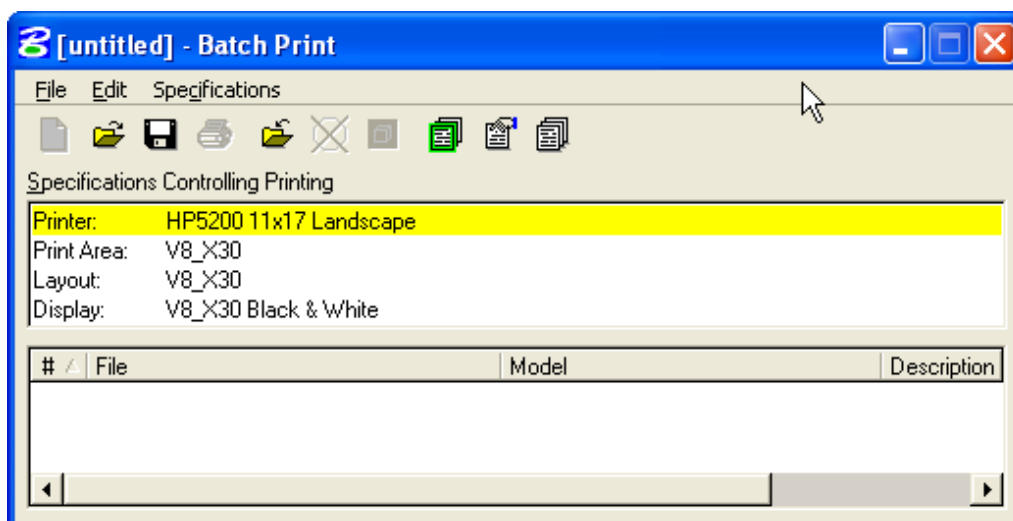 [untitled] - Batch Print
File Edit Specifications
Specifications Controlling Printing
Printer: HP5200 11x17 Landscape
Print Area: V8_X30
Layout: V8_X30
Display: V8_X30 Black & White
# File Model Description